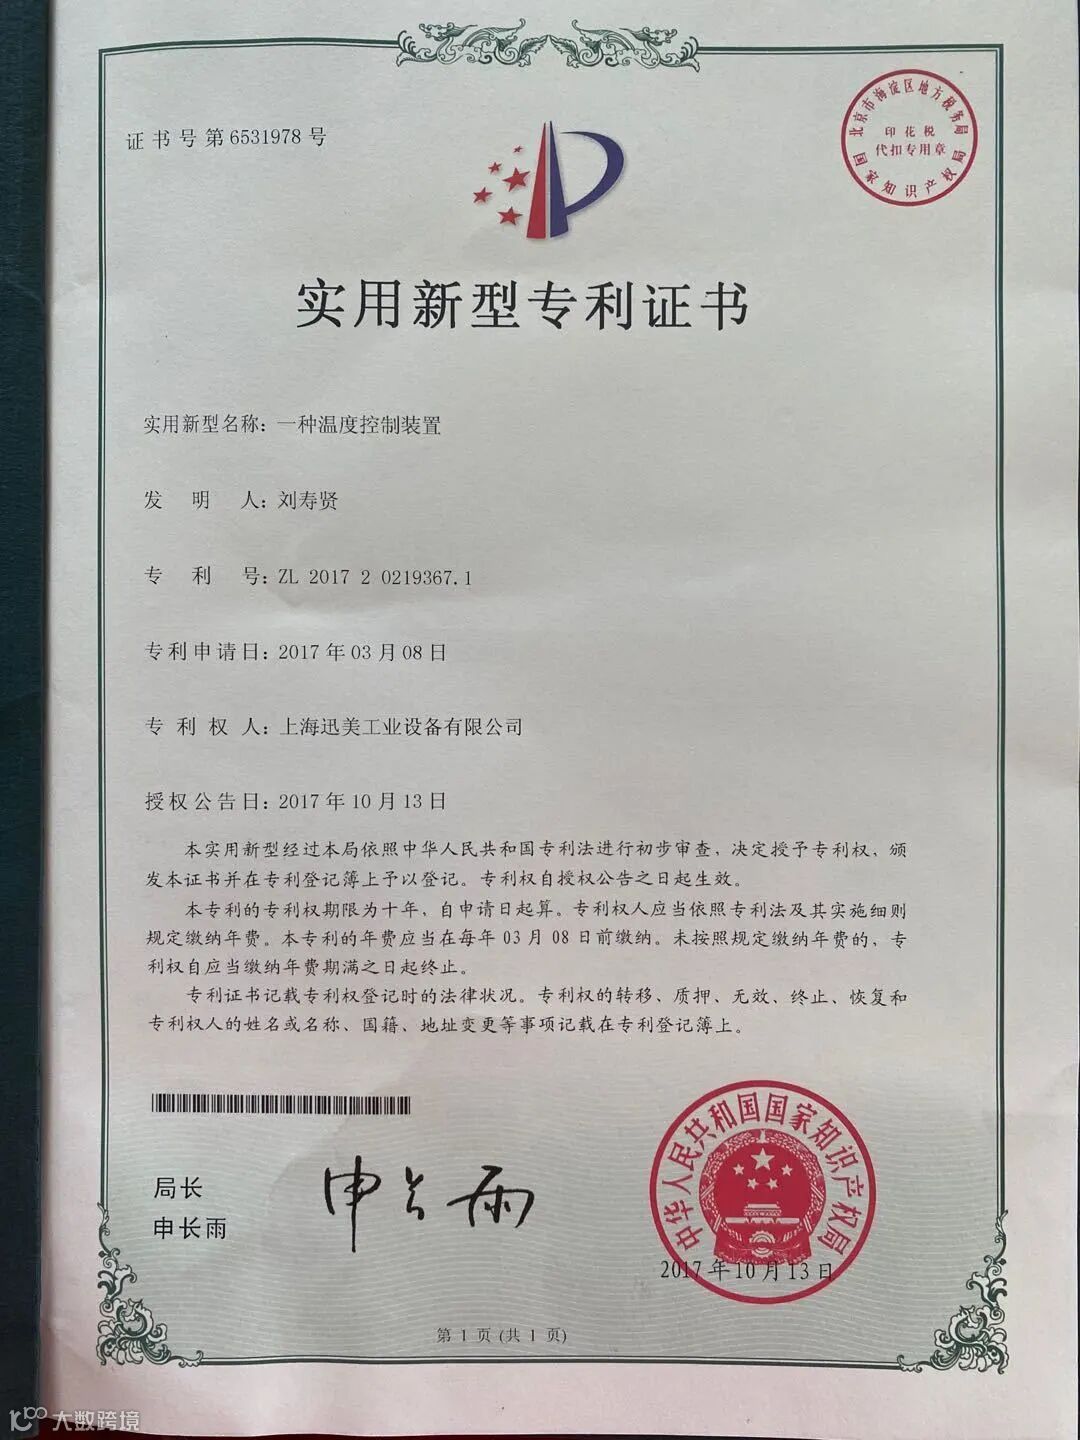 证书号第6531978号
北京市海淀区地方税务局
印花税
代扣专用章
国家知识产权局
实用新型专利证书
实用新型名称：一种温度控制装置
发明人：刘寿贤
专利号：ZL 2017 2 0219367.1
专利申请日：2017年03月08日
专利权人：上海迅美工业设备有限公司
授权公告日：2017年10月13日
本实用新型经过本局依照中华人民共和国专利法进行初步审查，决定授予专利权，颁
发本证书并在专利登记簿上予以登记。专利权自授权公告之日起生效。
本专利的专利权期限为十年，自申请日起算。专利权人应当依照专利法及其实施细则
规定缴纳年费。本专利的年费应当在每年03月08日前缴纳。未按照规定缴纳年费的，专
利权自应当缴纳年费期满之日起终止。
专利证书记载专利权登记时的法律状况。专利权的转移、质押、无效、终止、恢复和
专利权人的姓名或名称、国籍、地址变更等事项记载在专利登记簿上。
局长
申长雨
申长雨
中华人民共和国国家知识产权局
2017年10月13日
第1页(共1页)
大数跨境